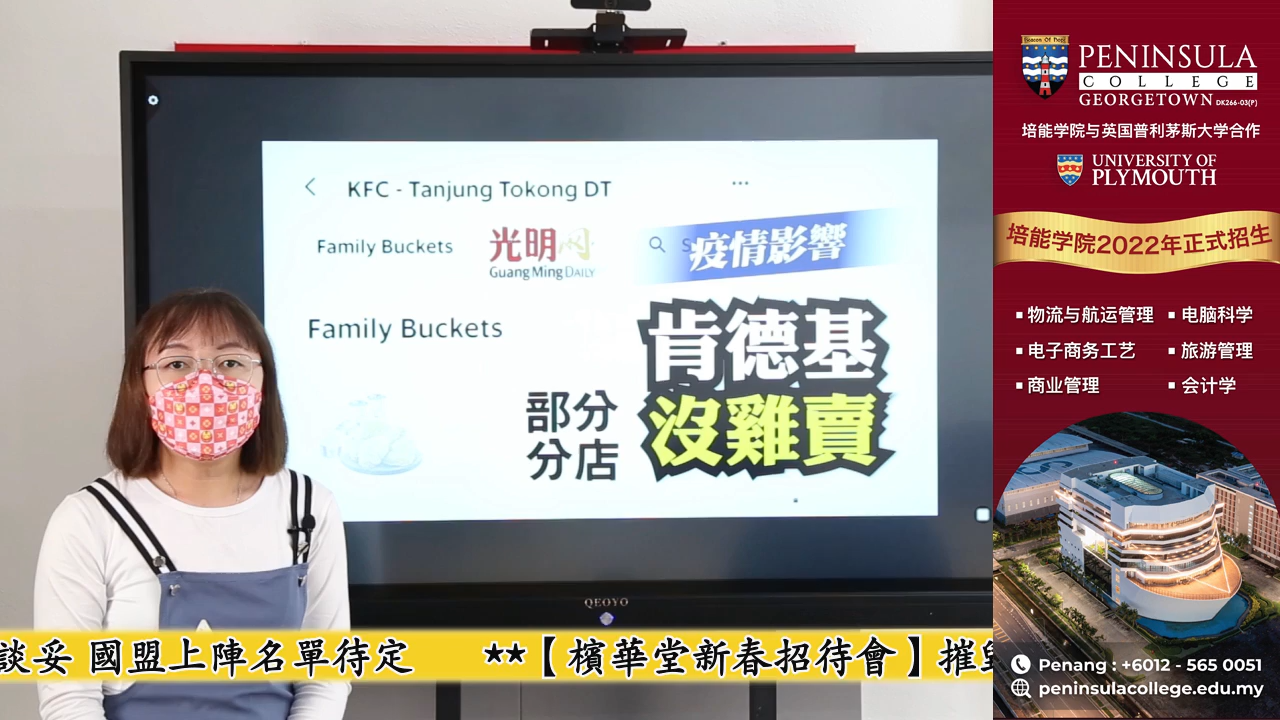 KFC - Tanjung Tokong DT
...
Family Buckets
光明网
GuangMing DAILY
S
疫情影響
Family Buckets
肯德基
沒雞賣
部分
分店
QEOYO
談妥 國盟上陣名單待定 **【檳華堂新春招待會】摧
Beacon Of Hope
PENINSULA
COLLEGE
GEORGETOWN DK266-03(P)
培能学院与英国普利茅斯大学合作
UNIVERSITY OF
PLYMOUTH
培能学院2022年正式招生
▪物流与航运管理 ▪电脑科学
▪电子商务工艺 ▪旅游管理
▪商业管理 ▪会计学
Penang : +6012 - 565 0051
peninsulacollege.edu.my